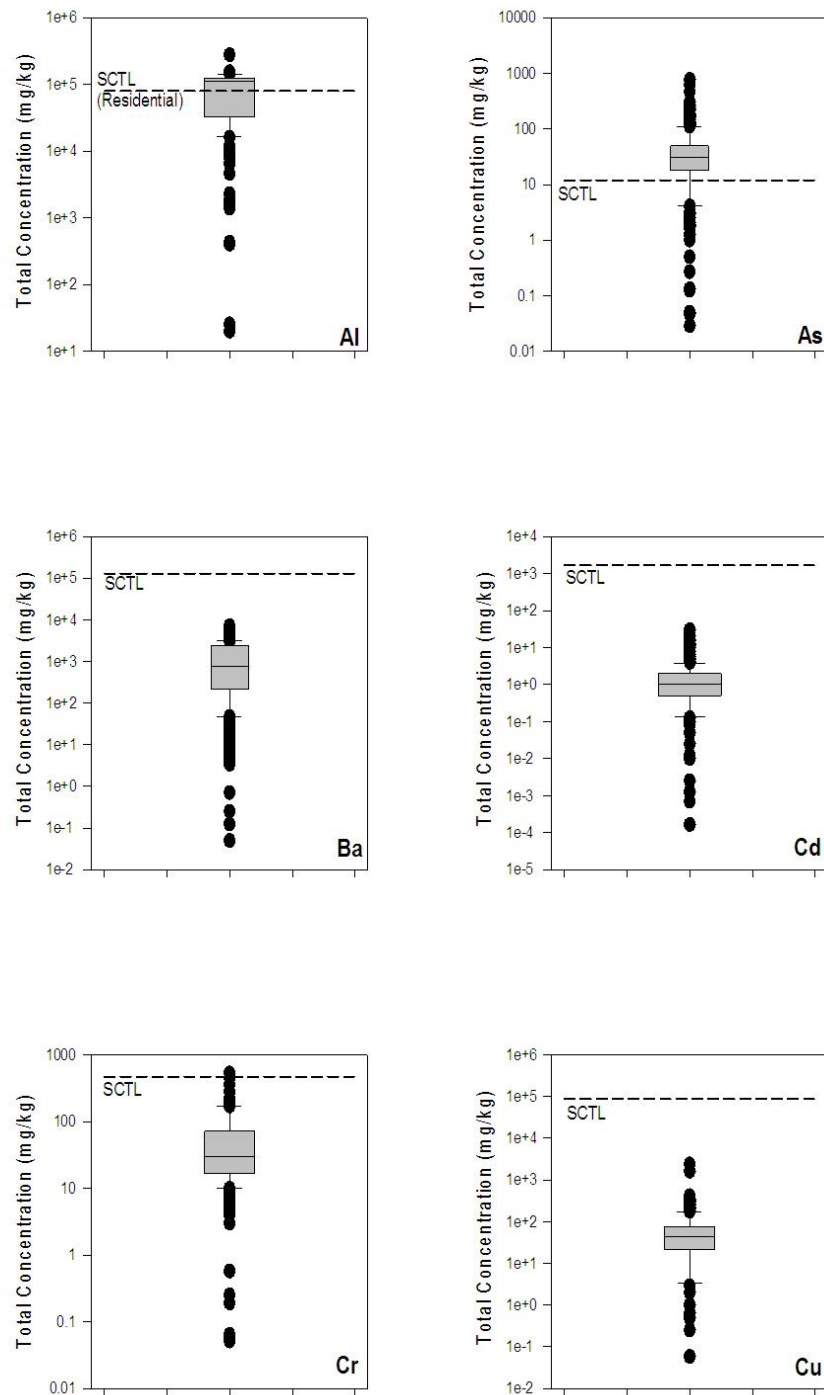 Total Concentration (mg/kg)
1e+6
1e+5
1e+4
1e+3
1e+2
1e+1
SCTL
(Residential)
Al
Total Concentration (mg/kg)
10000
1000
100
10
1
0.1
0.01
SCTL
As
Total Concentration (mg/kg)
1e+6
1e+5
1e+4
1e+3
1e+2
1e+1
1e+0
1e-1
1e-2
SCTL
Ba
Total Concentration (mg/kg)
1e+4
1e+3
1e+2
1e+1
1e+0
1e-1
1e-2
1e-3
1e-4
1e-5
SCTL
Cd
Total Concentration (mg/kg)
1000
100
10
1
0.1
0.01
SCTL
Cr
Total Concentration (mg/kg)
1e+6
1e+5
1e+4
1e+3
1e+2
1e+1
1e+0
1e-1
1e-2
SCTL
Cu